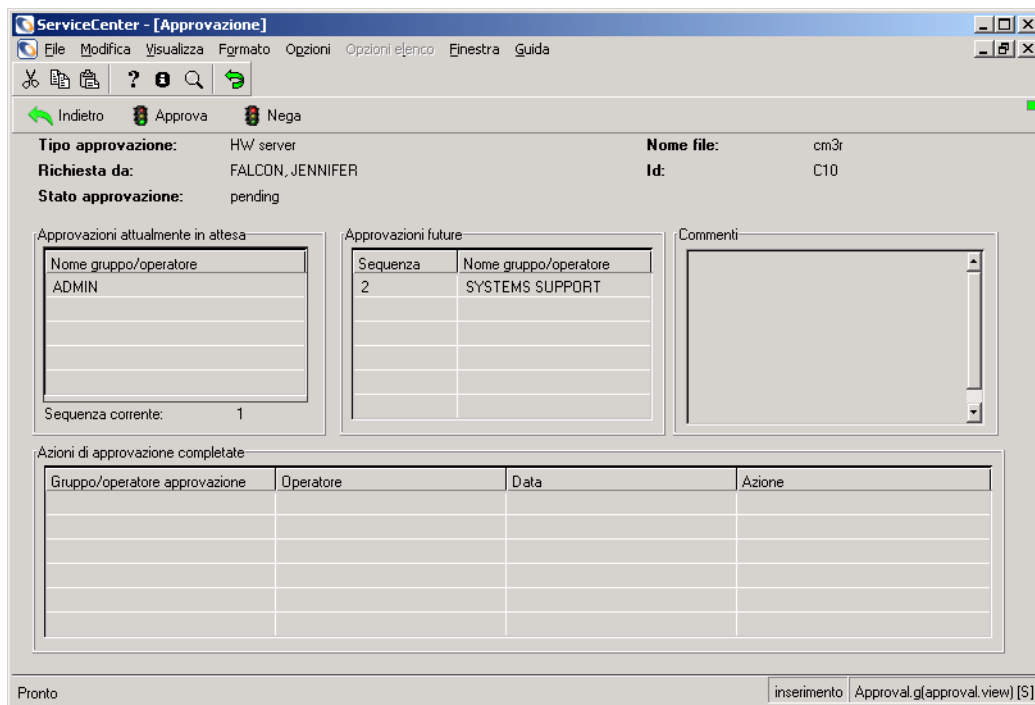 ServiceCenter - [Approvazione]
File Modifica Visualizza Formato Opzioni Opzioni elenco Finestra Guida
Indietro Approva Nega
Tipo approvazione: HW server Nome file: cm3r
Richiesta da: FALCON, JENNIFER Id: C10
Stato approvazione: pending
Approvazioni attualmente in attesa
Nome gruppo/operatore
ADMIN
Sequenza corrente: 1
Approvazioni future
Sequenza Nome gruppo/operatore
2 SYSTEMS SUPPORT
Commenti
Azioni di approvazione completate
Gruppo/operatore approvazione Operatore Data Azione
Pronto inserimento Approval.g(approval.view) [S]